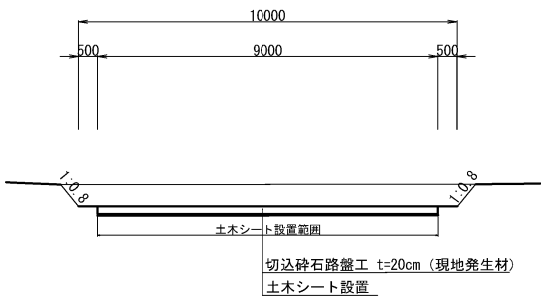 10000
500 9000 500
1:0.8 1:0.8
土木シート設置範囲
切込砕石路盤工 t=20cm (現地発生材)
土木シート設置